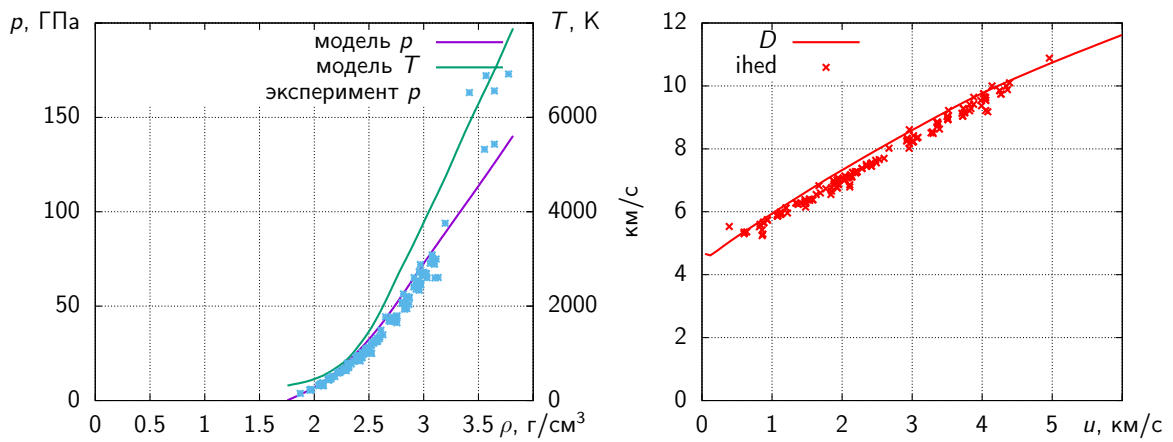 p, ГПа
T, К
модель p
модель T
эксперимент p
150
100
50
0
6000
4000
2000
0
0 0.5 1 1.5 2 2.5 3 3.5
ρ, г/см³
D
ihed
12
10
8
6
4
2
0
км/с
0 1 2 3 4 5
u, км/с